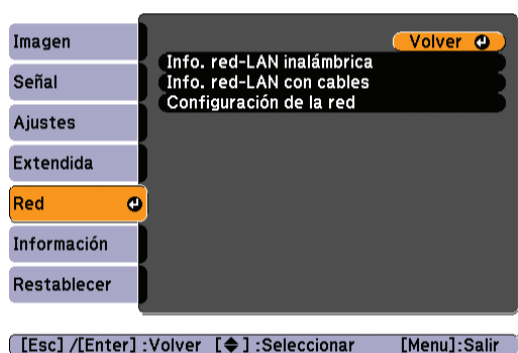 Imagen
Señal
Ajustes
Extendida
Red
Información
Restablecer
Volver
Info. red-LAN inalámbrica
Info. red-LAN con cables
Configuración de la red
[Esc] /[Enter] :Volver [◆] :Seleccionar [Menu]:Salir